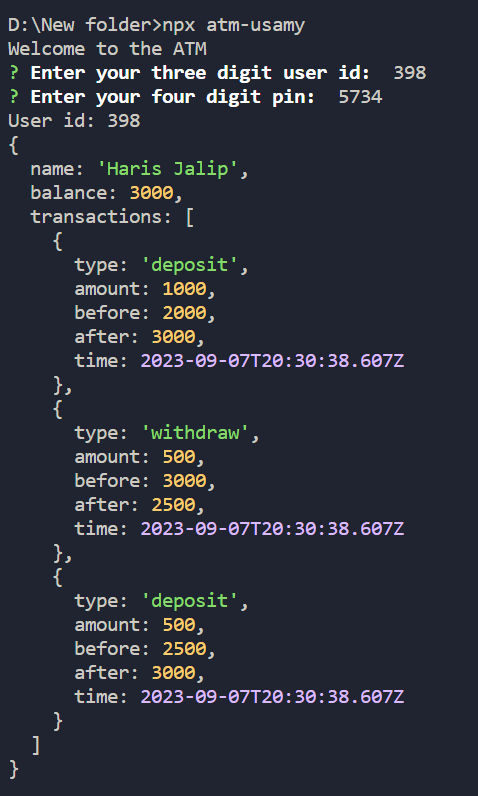 D:\New folder>npx atm-usamy
Welcome to the ATM
? Enter your three digit user id:  398
? Enter your four digit pin:  5734
User id: 398
{
  name: 'Haris Jalip',
  balance: 3000,
  transactions: [
    {
      type: 'deposit',
      amount: 1000,
      before: 2000,
      after: 3000,
      time: 2023-09-07T20:30:38.607Z
    },
    {
      type: 'withdraw',
      amount: 500,
      before: 3000,
      after: 2500,
      time: 2023-09-07T20:30:38.607Z
    },
    {
      type: 'deposit',
      amount: 500,
      before: 2500,
      after: 3000,
      time: 2023-09-07T20:30:38.607Z
    }
  ]
}